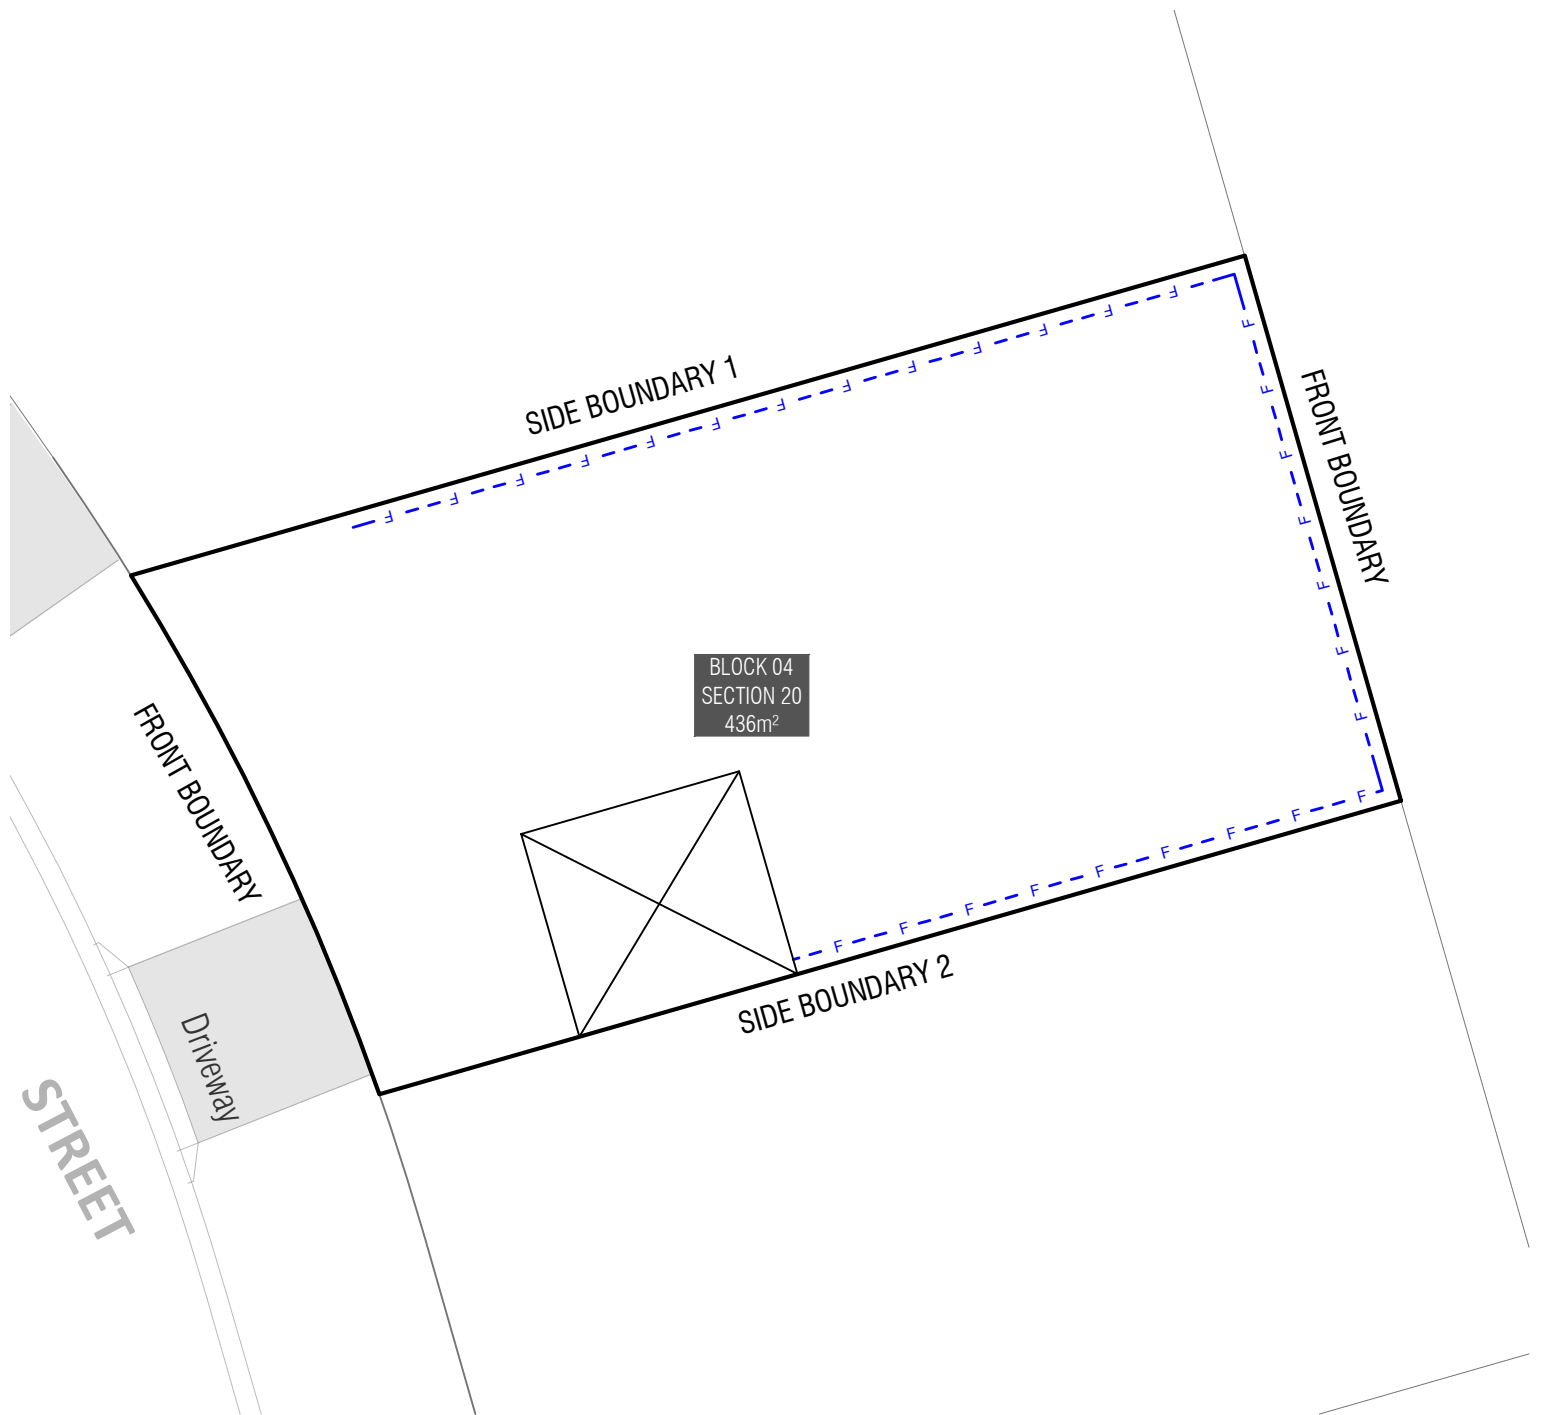 SIDE BOUNDARY 1
FRONT BOUNDARY
BLOCK 04
SECTION 20
436m²
FRONT BOUNDARY
SIDE BOUNDARY 2
Driveway
STREET
F F F F F F F F F F F F F
F F F F F F F
F F F F F F F F F